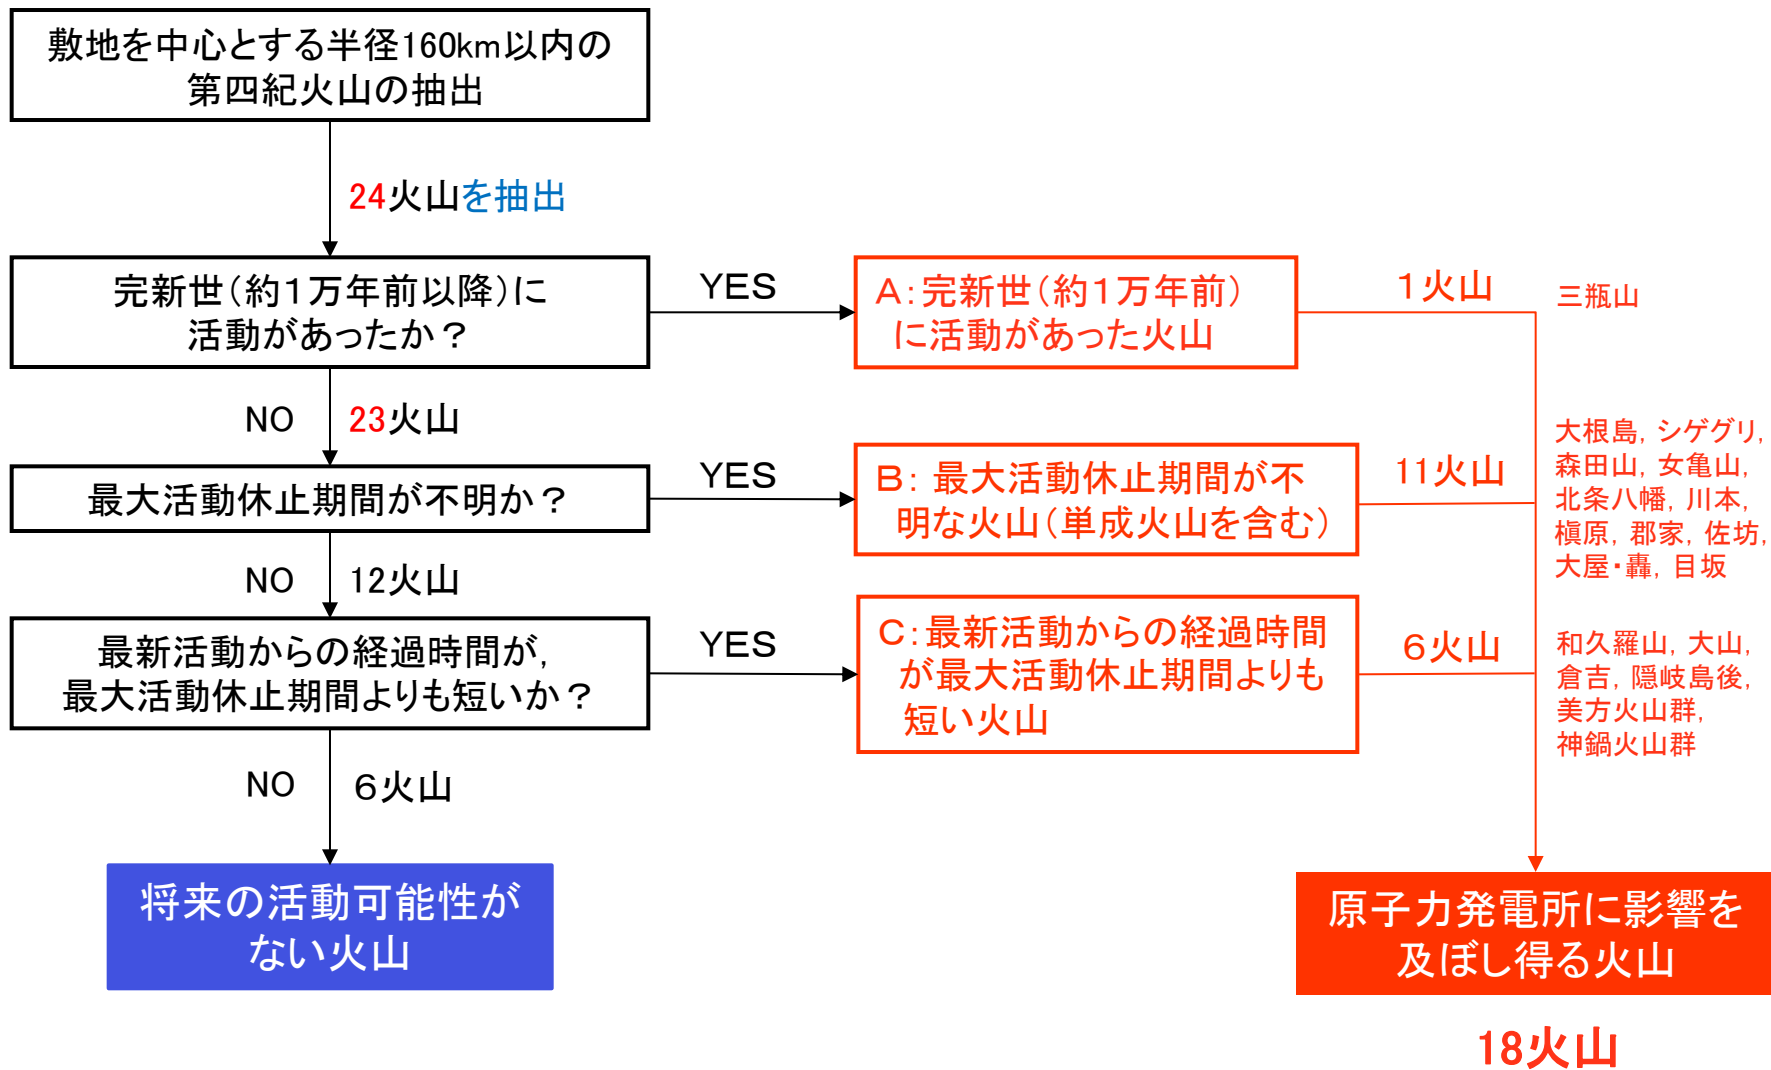 敷地を中心とする半径160km以内の
第四紀火山の抽出
24火山を抽出
完新世（約１万年前以降）に
活動があったか？
YES
A：完新世（約１万年前）
に活動があった火山
１火山
三瓶山
NO
23火山
最大活動休止期間が不明か？
YES
B： 最大活動休止期間が不
明な火山（単成火山を含む）
11火山
大根島，シゲグリ，
森田山，女亀山，
北条八幡，川本，
槇原，郡家，佐坊，
大屋・轟，目坂
NO
12火山
最新活動からの経過時間が，
最大活動休止期間よりも短いか？
YES
C：最新活動からの経過時間
が最大活動休止期間よりも
短い火山
６火山
和久羅山，大山，
倉吉，隠岐島後，
美方火山群，
神鍋火山群
NO
６火山
将来の活動可能性が
ない火山
原子力発電所に影響を
及ぼし得る火山
18火山